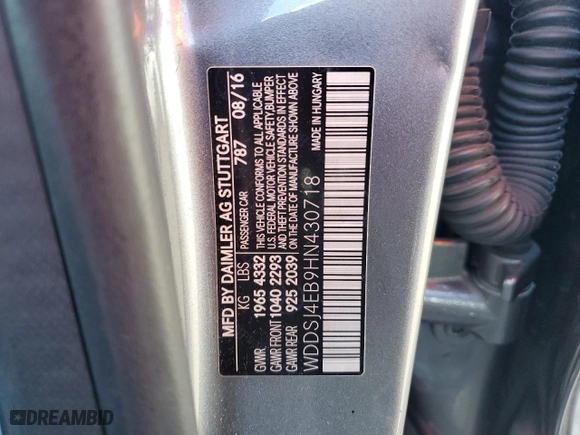 MFD BY DAIMLER AG STUTTGART
PASSENGER CAR 787 08/16
KG LBS
GVWR 1965 4332 THIS VEHICLE CONFORMS TO ALL APPLICABLE
GAWR FRONT 1040 2293 U.S. FEDERAL MOTOR VEHICLE SAFETY, BUMPER
AND THEFT PREVENTION STANDARDS IN EFFECT
GAWR REAR 925 2039 ON THE DATE OF MANUFACTURE SHOWN ABOVE
MADE IN HUNGARY
WDDSJ4EB9HN430718
DREAMBID